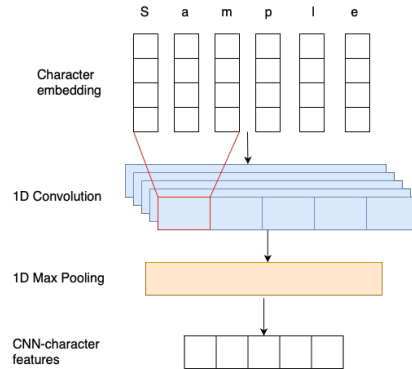 S a m p l e
Character
embedding
1D Convolution
1D Max Pooling
CNN-character
features